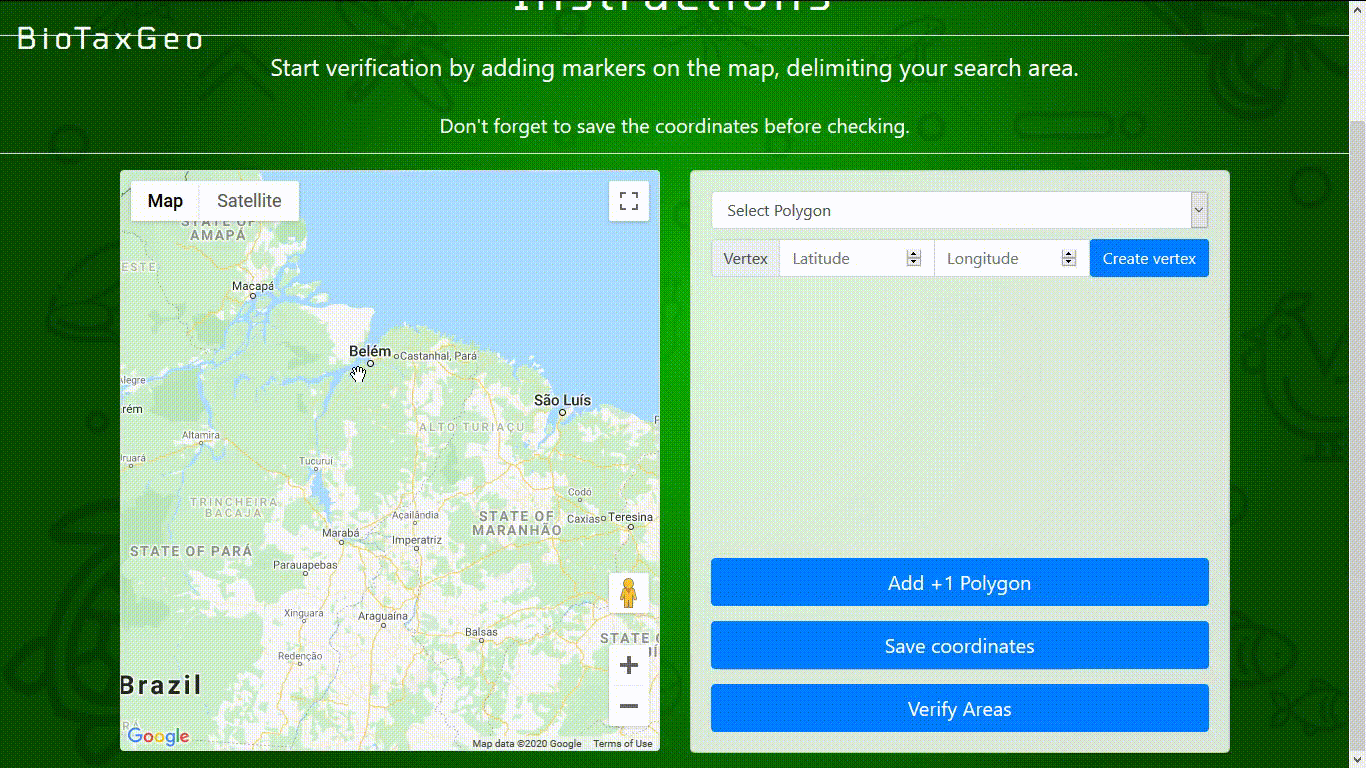 Instructions
BioTaxGeo
Start verification by adding markers on the map, delimiting your search area.
Don't forget to save the coordinates before checking.
Map
Satellite
STATE OF
AMAPÁ
ESTE
Macapá
Belém
Castanhal, Pará
Alegre
São Luís
rém
ALTO TURIAÇU
Altamira
Uruará
Tucuruí
TRINCHEIRA
BACAJÁ
Codó
Açailândia
STATE OF
MARANHÃO
Caxias
Teresina
Marabá
Imperatriz
STATE OF PARÁ
Parauapebas
Xinguara
Araguaína
Balsas
STATE
Redenção
Brazil
Google
Map data ©2020 Google
Terms of Use
Select Polygon
Vertex
Latitude
Longitude
Create vertex
Add +1 Polygon
Save coordinates
Verify Areas